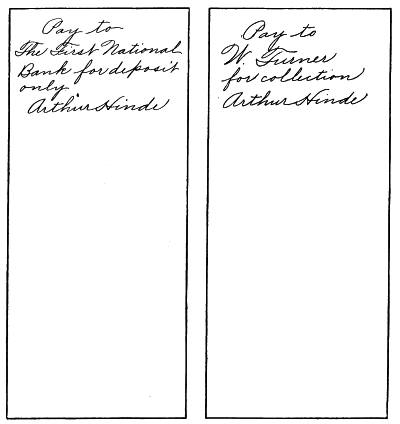 Pay to
The First National
Bank for deposit
only.
Arthur Hinde
Pay to
W. Turner
for collection
Arthur Hinde